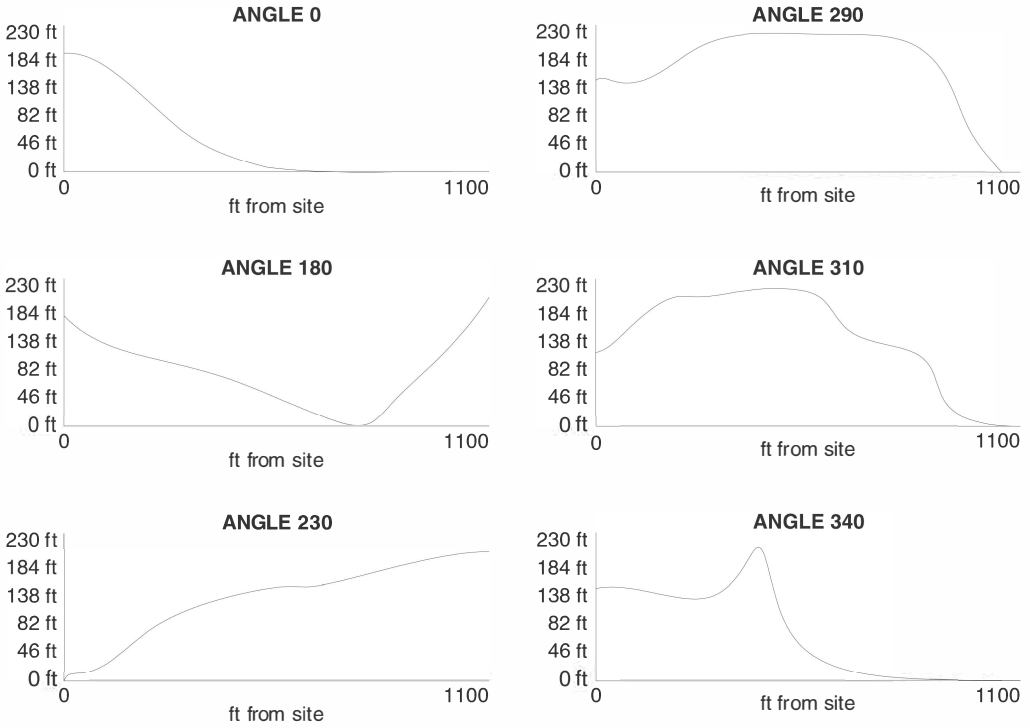 ANGLE 0
230 ft
184 ft
138 ft
82 ft
46 ft
0 ft
0 1100
ft from site
ANGLE 290
230 ft
184 ft
138 ft
82 ft
46 ft
0 ft
0 1100
ft from site
ANGLE 180
230 ft
184 ft
138 ft
82 ft
46 ft
0 ft
0 1100
ft from site
ANGLE 310
230 ft
184 ft
138 ft
82 ft
46 ft
0 ft
0 1100
ft from site
ANGLE 230
230 ft
184 ft
138 ft
82 ft
46 ft
0 ft
0 1100
ft from site
ANGLE 340
230 ft
184 ft
138 ft
82 ft
46 ft
0 ft
0 1100
ft from site